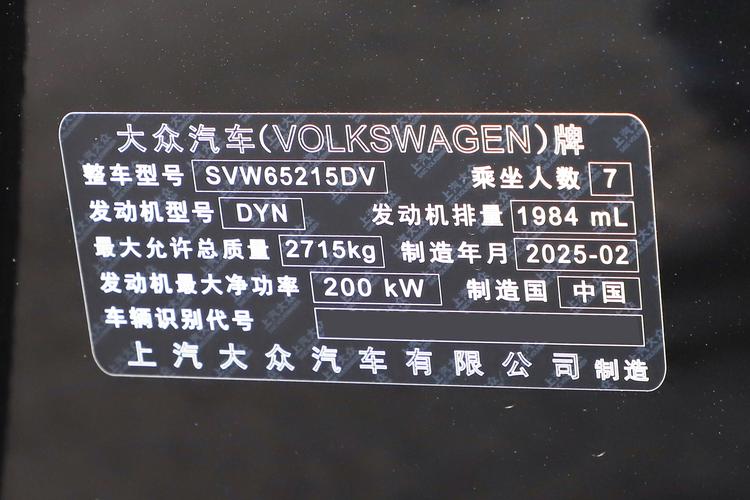 大众汽车(VOLKSWAGEN)牌
整车型号 SVW65215DV 乘坐人数 7
发动机型号 DYN 发动机排量 1984 mL
最大允许总质量 2715kg 制造年月 2025-02
发动机最大净功率 200 kW 制造国 中国
车辆识别代号
上汽大众汽车有限公司 制造